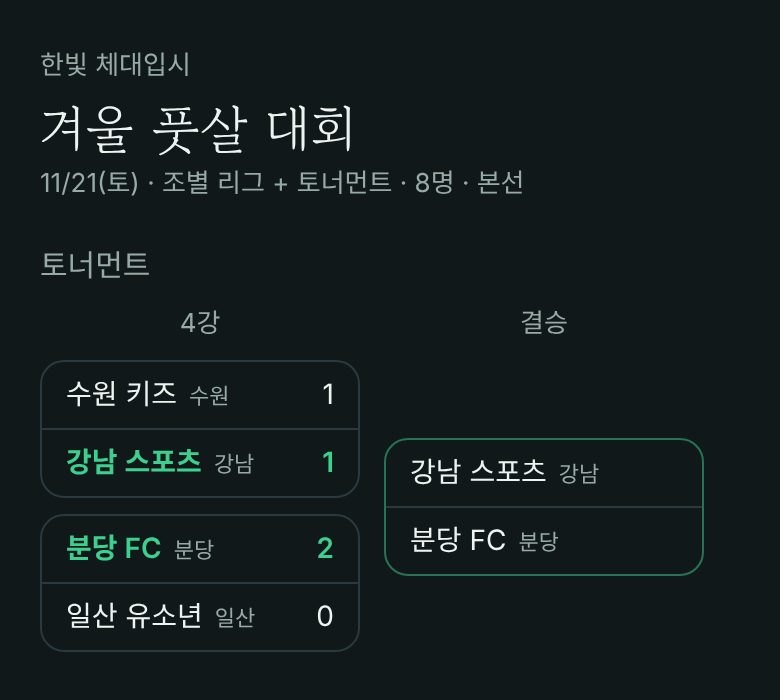 한빛 체대입시
겨울 풋살 대회
11/21(토) · 조별 리그 + 토너먼트 · 8명 · 본선
토너먼트
4강
결승
수원 키즈 수원 1
강남 스포츠 강남 1
분당 FC 분당 2
일산 유소년 일산 0
강남 스포츠 강남
분당 FC 분당